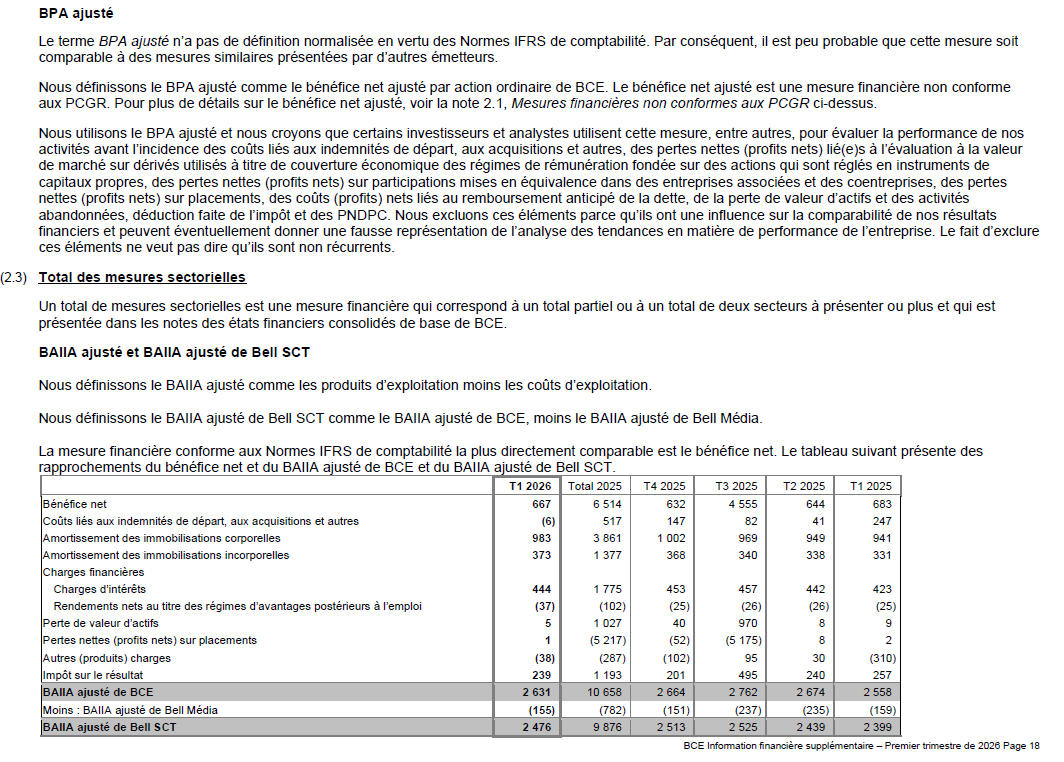 BPA ajusté
Le terme BPA ajusté n’a pas de définition normalisée en vertu des Normes IFRS de comptabilité. Par conséquent, il est peu probable que cette mesure soit
comparable à des mesures similaires présentées par d’autres émetteurs.
Nous définissons le BPA ajusté comme le bénéfice net ajusté par action ordinaire de BCE. Le bénéfice net ajusté est une mesure financière non conforme
aux PCGR. Pour plus de détails sur le bénéfice net ajusté, voir la note 2.1, Mesures financières non conformes aux PCGR ci-dessus.
Nous utilisons le BPA ajusté et nous croyons que certains investisseurs et analystes utilisent cette mesure, entre autres, pour évaluer la performance de nos
activités avant l’incidence des coûts liés aux indemnités de départ, aux acquisitions et autres, des pertes nettes (profits nets) lié(e)s à l’évaluation à la valeur
de marché sur dérivés utilisés à titre de couverture économique des régimes de rémunération fondée sur des actions qui sont réglés en instruments de
capitaux propres, des pertes nettes (profits nets) sur participations mises en équivalence dans des entreprises associées et des coentreprises, des pertes
nettes (profits nets) sur placements, des coûts (profits) nets liés au remboursement anticipé de la dette, de la perte de valeur d’actifs et des activités
abandonnées, déduction faite de l’impôt et des PNDPC. Nous excluons ces éléments parce qu’ils ont une influence sur la comparabilité de nos résultats
financiers et peuvent éventuellement donner une fausse représentation de l’analyse des tendances en matière de performance de l’entreprise. Le fait d’exclure
ces éléments ne veut pas dire qu’ils sont non récurrents.
(2.3) Total des mesures sectorielles
Un total de mesures sectorielles est une mesure financière qui correspond à un total partiel ou à un total de deux secteurs à présenter ou plus et qui est
présentée dans les notes des états financiers consolidés de base de BCE.
BAIIA ajusté et BAIIA ajusté de Bell SCT
Nous définissons le BAIIA ajusté comme les produits d’exploitation moins les coûts d’exploitation.
Nous définissons le BAIIA ajusté de Bell SCT comme le BAIIA ajusté de BCE, moins le BAIIA ajusté de Bell Média.
La mesure financière conforme aux Normes IFRS de comptabilité la plus directement comparable est le bénéfice net. Le tableau suivant présente des
rapprochements du bénéfice net et du BAIIA ajusté de BCE et du BAIIA ajusté de Bell SCT.
T1 2026 Total 2025 T4 2025 T3 2025 T2 2025 T1 2025
Bénéfice net 667 6 514 632 4 555 644 683
Coûts liés aux indemnités de départ, aux acquisitions et autres (6) 517 147 82 41 247
Amortissement des immobilisations corporelles 983 3 861 1 002 969 949 941
Amortissement des immobilisations incorporelles 373 1 377 368 340 338 331
Charges financières
Charges d’intérêts 444 1 775 453 457 442 423
Rendements nets au titre des régimes d’avantages postérieurs à l’emploi (37) (102) (25) (26) (26) (25)
Perte de valeur d’actifs 5 1 027 40 970 8 9
Pertes nettes (profits nets) sur placements 1 (5 217) (52) (5 175) 8 2
Autres (produits) charges (38) (287) (102) 95 30 (310)
Impôt sur le résultat 239 1 193 201 495 240 257
BAIIA ajusté de BCE 2 631 10 658 2 664 2 762 2 674 2 558
Moins : BAIIA ajusté de Bell Média (155) (782) (151) (237) (235) (159)
BAIIA ajusté de Bell SCT 2 476 9 876 2 513 2 525 2 439 2 399
BCE Information financière supplémentaire – Premier trimestre de 2026 Page 18